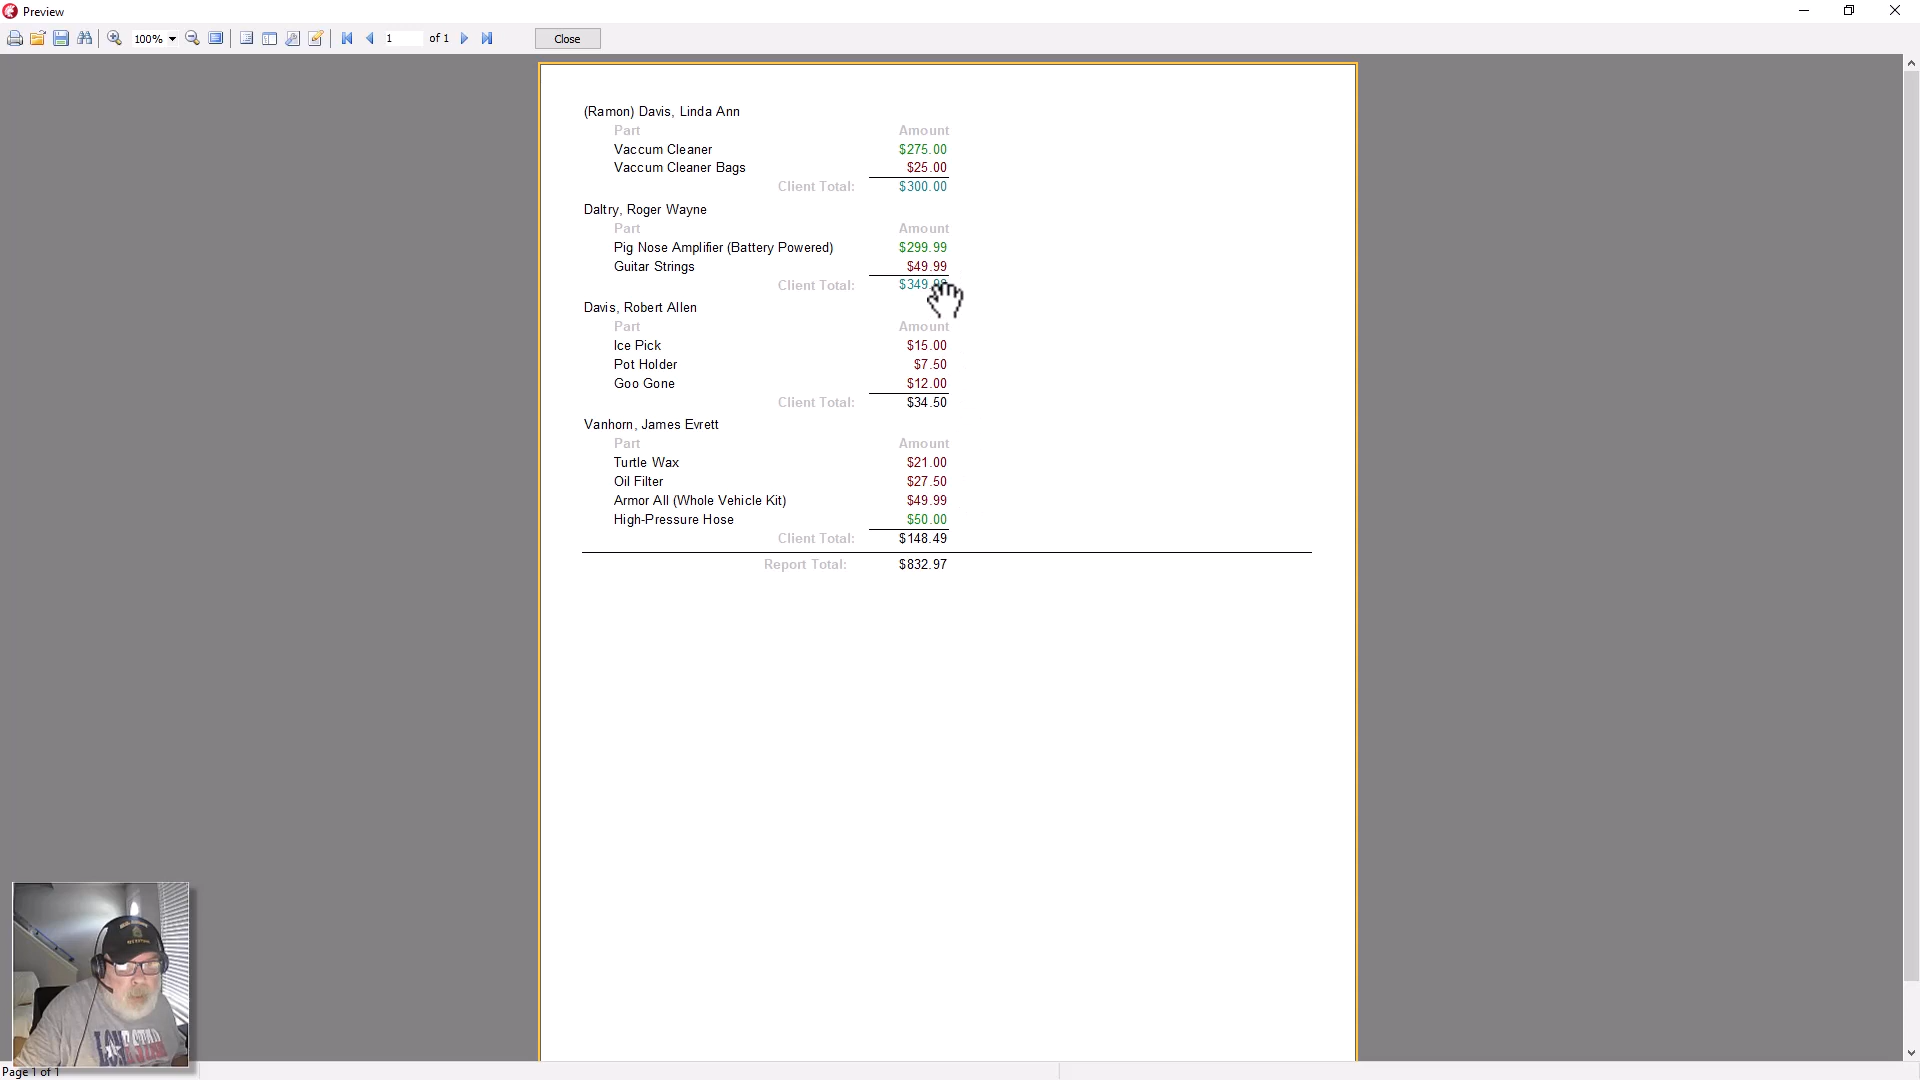 Preview
100%
1 of 1
Close
(Ramon) Davis, Linda Ann
Part Amount
Vaccum Cleaner $275.00
Vaccum Cleaner Bags $25.00
Client Total: $300.00
Daltry, Roger Wayne
Part Amount
Pig Nose Amplifier (Battery Powered) $299.99
Guitar Strings $49.99
Client Total:
Davis, Robert Allen
Part Amount
Ice Pick $15.00
Pot Holder $7.50
Goo Gone $12.00
Client Total: $34.50
Vanhorn, James Evrett
Part Amount
Turtle Wax $21.00
Oil Filter $27.50
Armor All (Whole Vehicle Kit) $49.99
High-Pressure Hose $50.00
Client Total: $148.49
Report Total: $832.97
Page 1 of 1